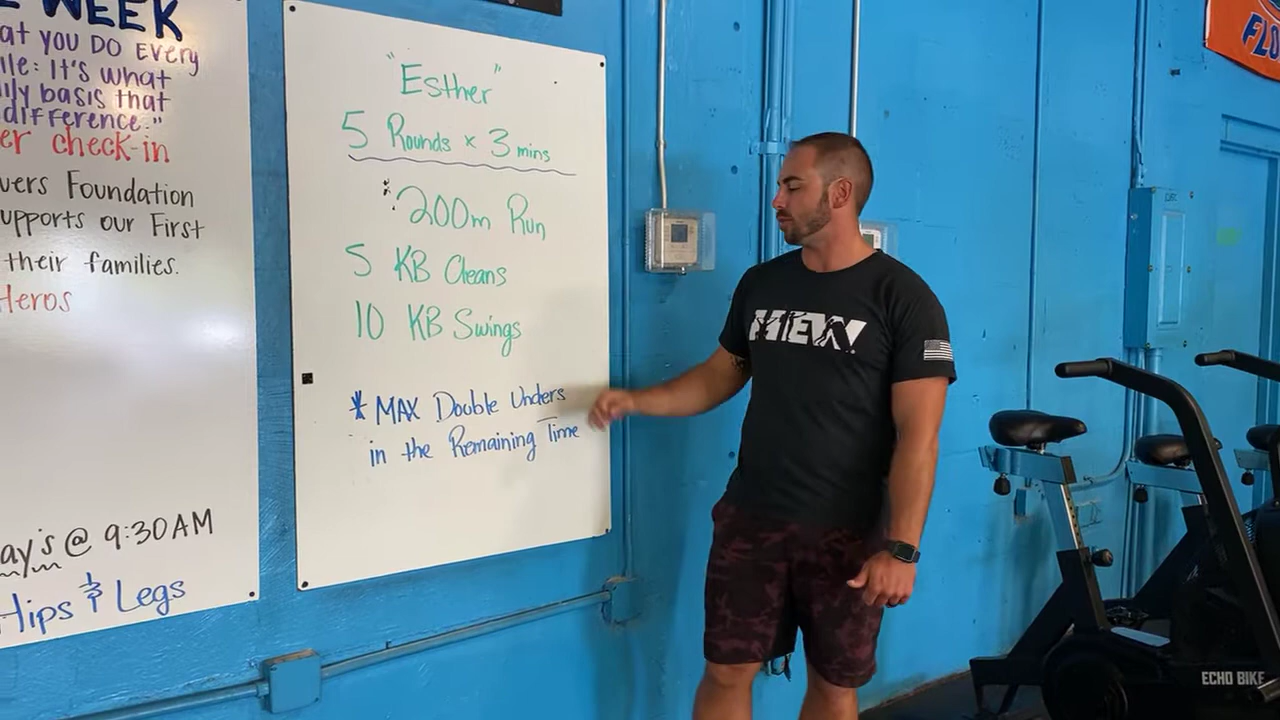 WEEK
at you DO Every
ile: It's what
ily basis that
difference."
er check-in
vers Foundation
upports our First
their families.
Heros
ay's @ 9:30AM
Hips & Legs
"Esther"
5 Rounds x 3 mins
200m Run
5 KB Cleans
10 KB Swings
* MAX Double Unders
in the Remaining Time
FLO
ECHO BIKE